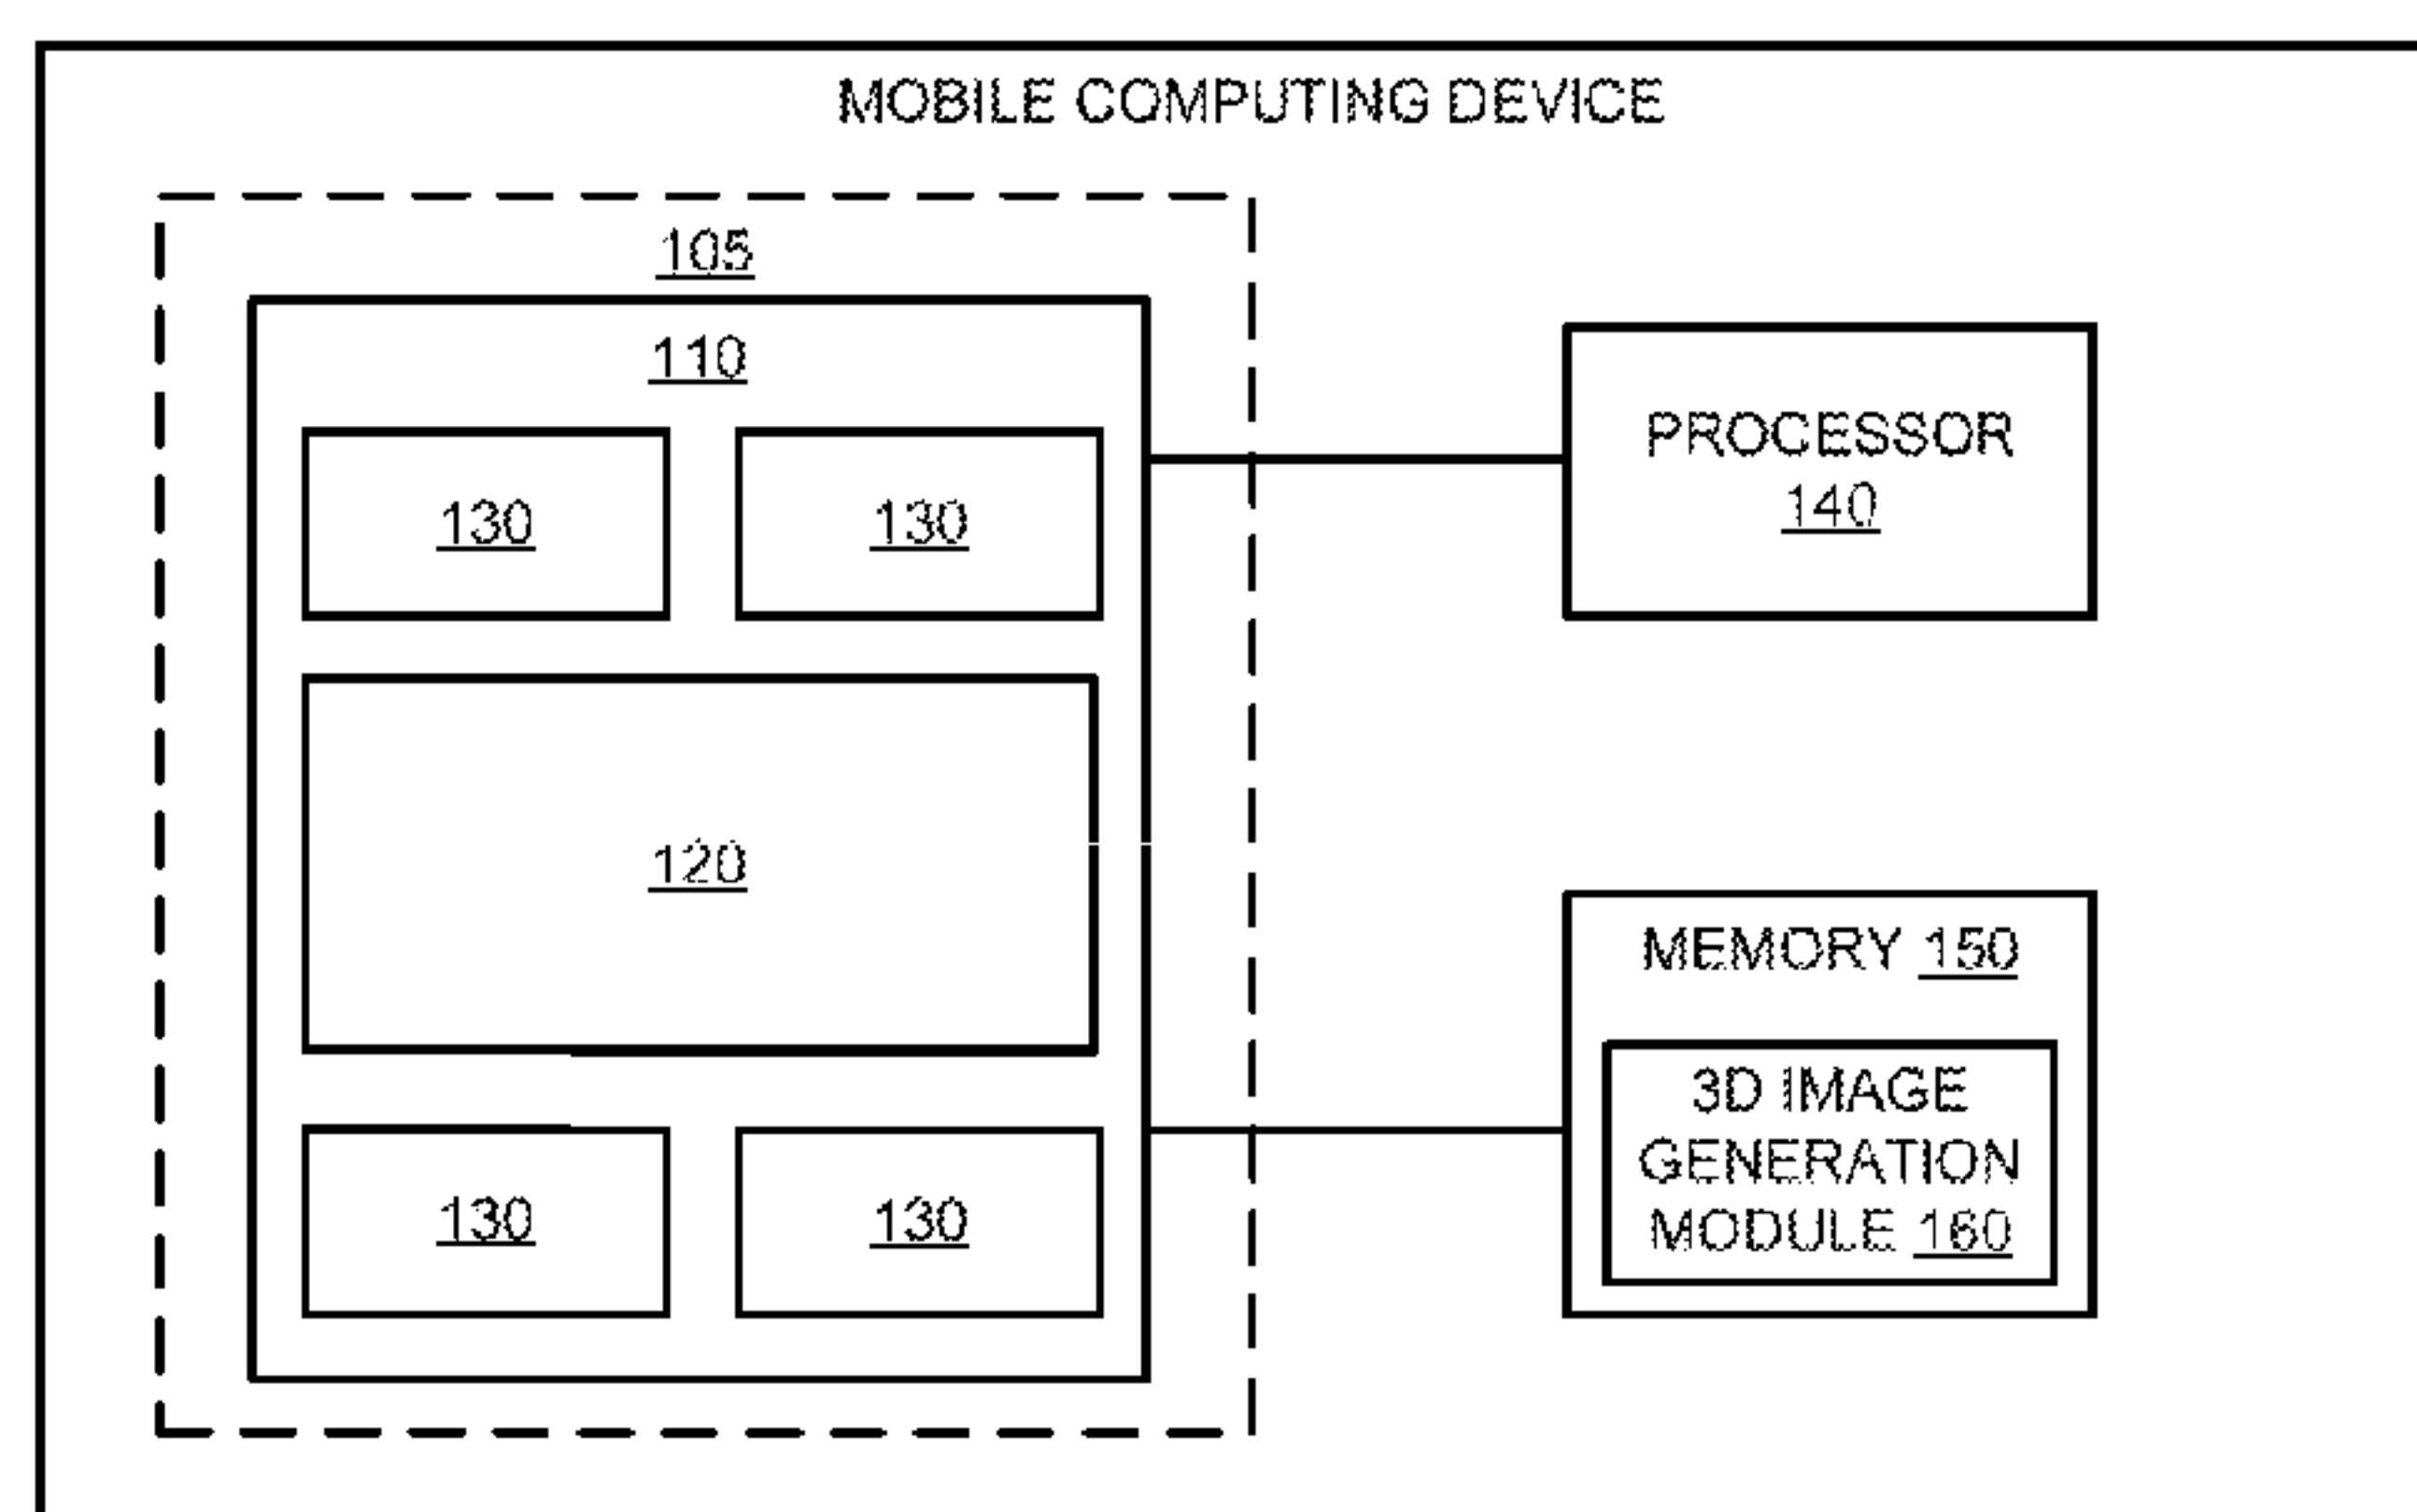 MOBILE COMPUTING DEVICE
105
110
130
130
PROCESSOR
140
120
MEMORY 150
3D IMAGE
GENERATION
MODULE 160
130
130